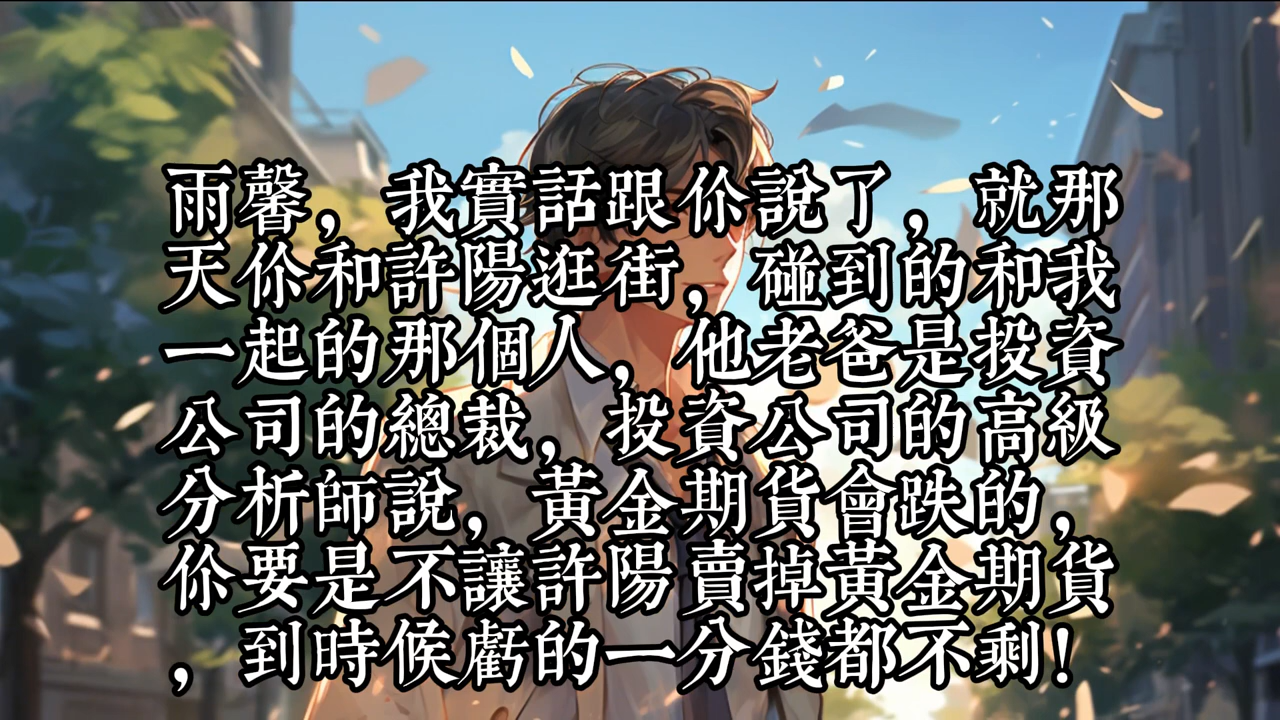 雨馨，我實話跟你說了，就那
天你和許陽逛街，碰到的和我
一起的那個人，他老爸是投資
公司的總裁，投資公司的高級
分析師說，黃金期貨會跌的，
你要是不讓許陽賣掉黃金期貨
，到時候虧的一分錢都不剩！